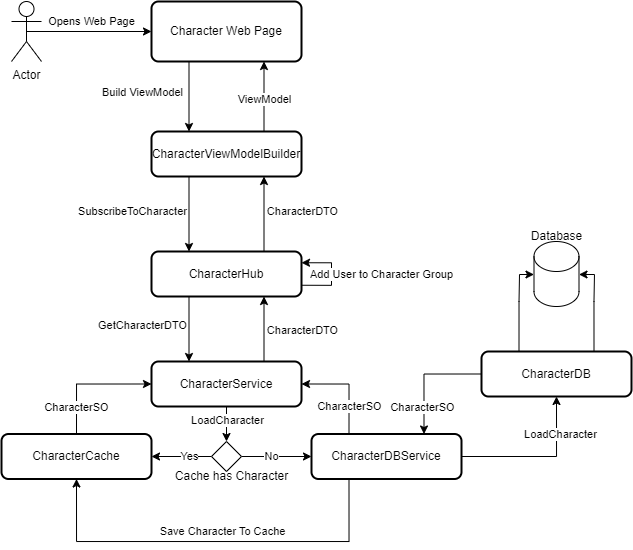 Opens Web Page
Character Web Page
Actor
Build ViewModel
ViewModel
CharacterViewModelBuilder
SubscribeToCharacter
CharacterDTO
Database
CharacterHub
Add User to Character Group
GetCharacterDTO
CharacterDTO
CharacterService
CharacterDB
CharacterSO
CharacterSO
CharacterSO
LoadCharacter
LoadCharacter
CharacterCache
Yes
No
CharacterDBService
Cache has Character
Save Character To Cache